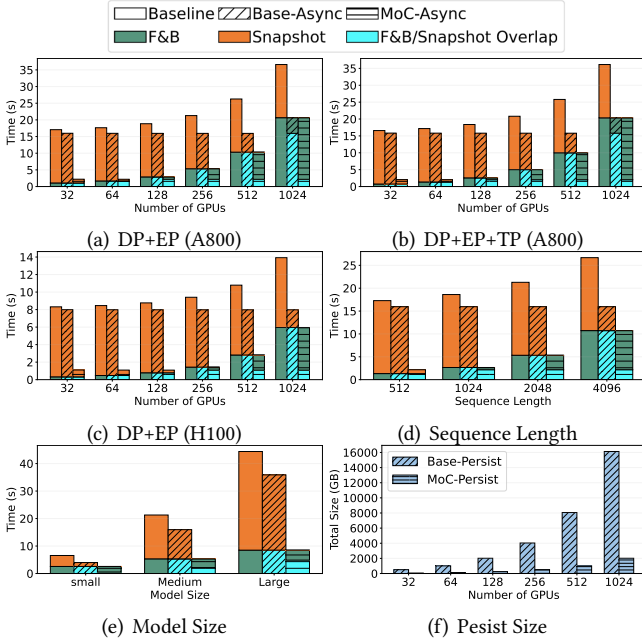 Baseline Base-Async MoC-Async
F&B Snapshot F&B/Snapshot Overlap
Time (s)
35
30
25
20
15
10
5
0
32 64 128 256 512 1024
Number of GPUs
(a) DP+EP (A800)
Time (s)
35
30
25
20
15
10
5
0
32 64 128 256 512 1024
Number of GPUs
(b) DP+EP+TP (A800)
Time (s)
14
12
10
8
6
4
2
0
32 64 128 256 512 1024
Number of GPUs
(c) DP+EP (H100)
Time (s)
25
20
15
10
5
0
512 1024 2048 4096
Sequence Length
(d) Sequence Length
Time (s)
40
30
20
10
0
small Medium Large
Model Size
(e) Model Size
Total Size (GB)
16000
14000
12000
10000
8000
6000
4000
2000
0
Base-Persist
MoC-Persist
32 64 128 256 512 1024
Number of GPUs
(f) Pesist Size